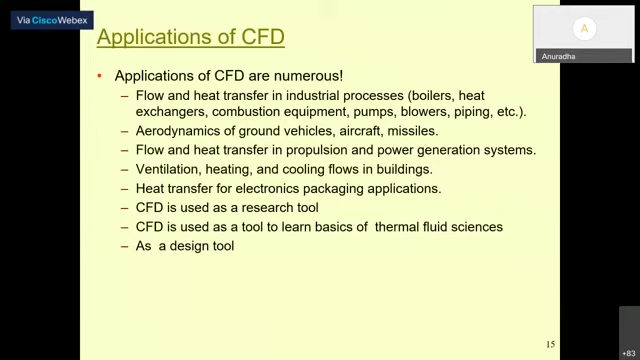 Via Cisco Webex
Applications of CFD
A
Anuradha
• Applications of CFD are numerous!
– Flow and heat transfer in industrial processes (boilers, heat
exchangers, combustion equipment, pumps, blowers, piping, etc.).
– Aerodynamics of ground vehicles, aircraft, missiles.
– Flow and heat transfer in propulsion and power generation systems.
– Ventilation, heating, and cooling flows in buildings.
– Heat transfer for electronics packaging applications.
– CFD is used as a research tool
– CFD is used as a tool to learn basics of thermal fluid sciences
– As a design tool
15
+83